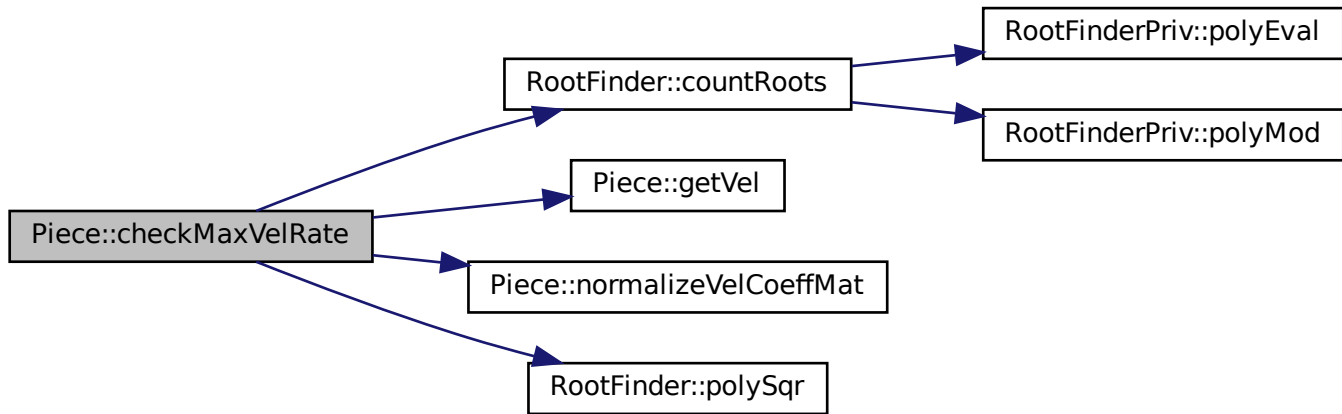 Piece::checkMaxVelRate
RootFinder::countRoots
RootFinderPriv::polyEval
RootFinderPriv::polyMod
Piece::getVel
Piece::normalizeVelCoeffMat
RootFinder::polySqr